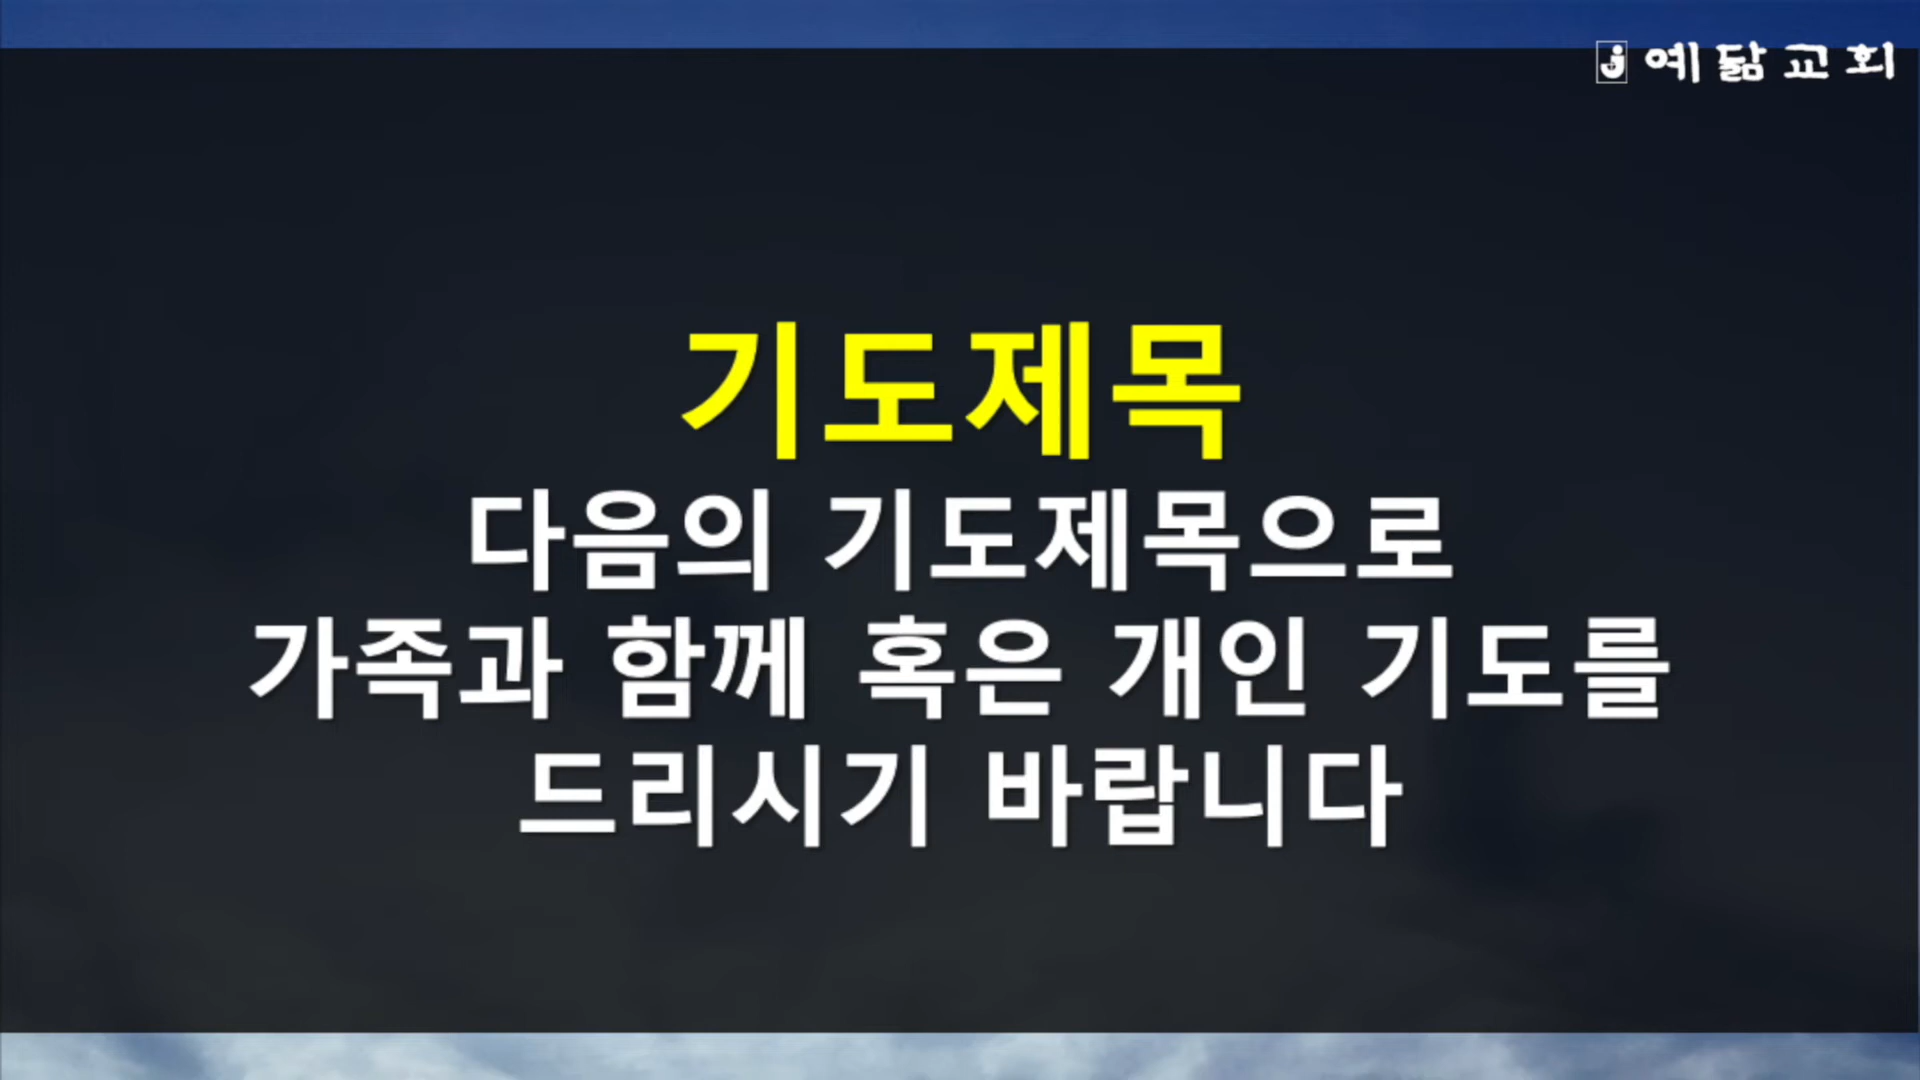 예닮교회
기도제목
다음의 기도제목으로
가족과 함께 혹은 개인 기도를
드리시기 바랍니다